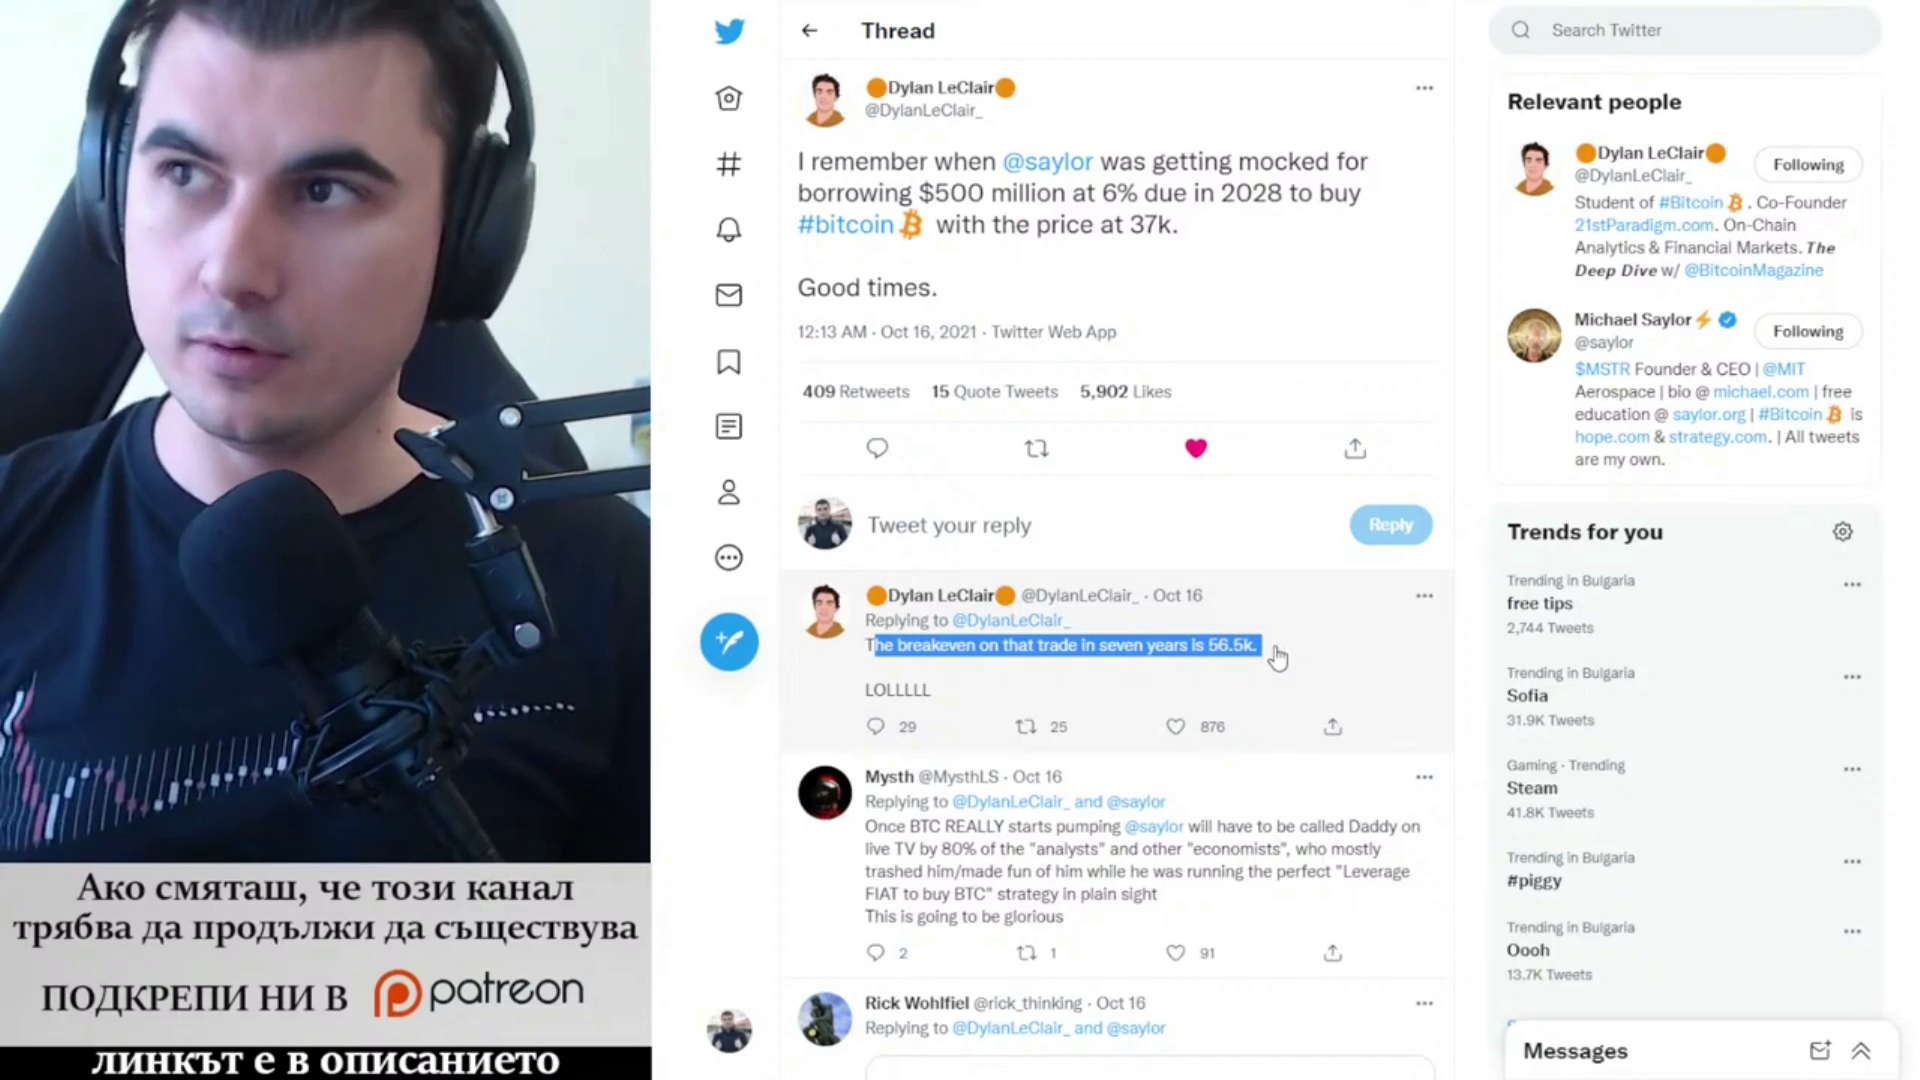 Thread
Search Twitter
Dylan LeClair
@DylanLeClair_
I remember when @saylor was getting mocked for
borrowing $500 million at 6% due in 2028 to buy
#bitcoin with the price at 37k.
Good times.
12:13 AM · Oct 16, 2021 · Twitter Web App
409 Retweets 15 Quote Tweets 5,902 Likes
Tweet your reply
Reply
Dylan LeClair @DylanLeClair_ · Oct 16
Replying to @DylanLeClair_
The breakeven on that trade in seven years is 56.5k.
LOLLLLL
29 25 876
Mysth @MysthLS · Oct 16
Replying to @DylanLeClair_ and @saylor
Once BTC REALLY starts pumping @saylor will have to be called Daddy on
live TV by 80% of the "analysts" and other "economists", who mostly
trashed him/made fun of him while he was running the perfect "Leverage
FIAT to buy BTC" strategy in plain sight
This is going to be glorious
2 1 91
Rick Wohlfiel @rick_thinking · Oct 16
Replying to @DylanLeClair_ and @saylor
Relevant people
Dylan LeClair
@DylanLeClair_
Following
Student of #Bitcoin . Co-Founder
21stParadigm.com. On-Chain
Analytics & Financial Markets. The
Deep Dive w/ @BitcoinMagazine
Michael Saylor
@saylor
Following
$MSTR Founder & CEO | @MIT
Aerospace | bio @ michael.com | free
education @ saylor.org | #Bitcoin is
hope.com & strategy.com. | All tweets
are my own.
Trends for you
Trending in Bulgaria
free tips
2,744 Tweets
Trending in Bulgaria
Sofia
31.9K Tweets
Gaming · Trending
Steam
41.8K Tweets
Trending in Bulgaria
#piggy
Trending in Bulgaria
Oooh
13.7K Tweets
Messages
Ако смяташ, че този канал
трябва да продължи да съществува
ПОДКРЕПИ НИ В patreon
линкът е в описанието